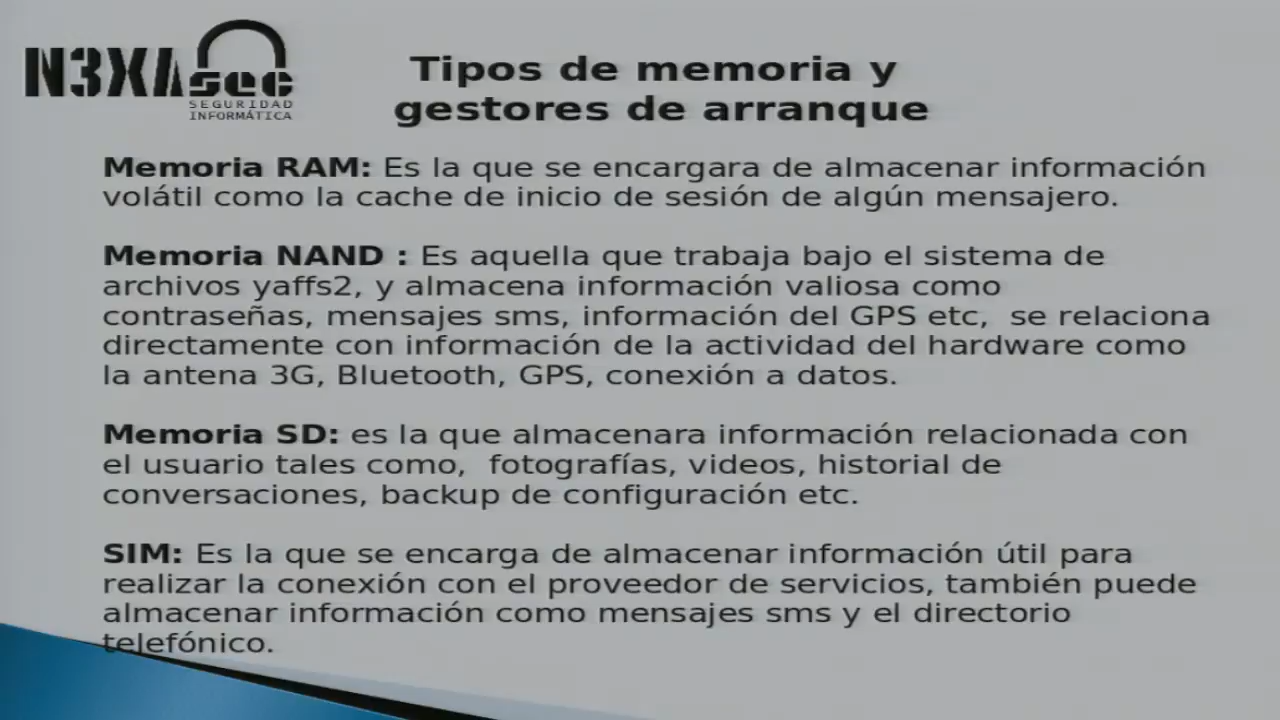 N3XAsec
SEGURIDAD
INFORMÁTICA
Tipos de memoria y
gestores de arranque
Memoria RAM: Es la que se encargara de almacenar información
volátil como la cache de inicio de sesión de algún mensajero.
Memoria NAND : Es aquella que trabaja bajo el sistema de
archivos yaffs2, y almacena información valiosa como
contraseñas, mensajes sms, información del GPS etc,  se relaciona
directamente con información de la actividad del hardware como
la antena 3G, Bluetooth, GPS, conexión a datos.
Memoria SD: es la que almacenara información relacionada con
el usuario tales como,  fotografías, videos, historial de
conversaciones, backup de configuración etc.
SIM: Es la que se encarga de almacenar información útil para
realizar la conexión con el proveedor de servicios, también puede
almacenar información como mensajes sms y el directorio
telefónico.